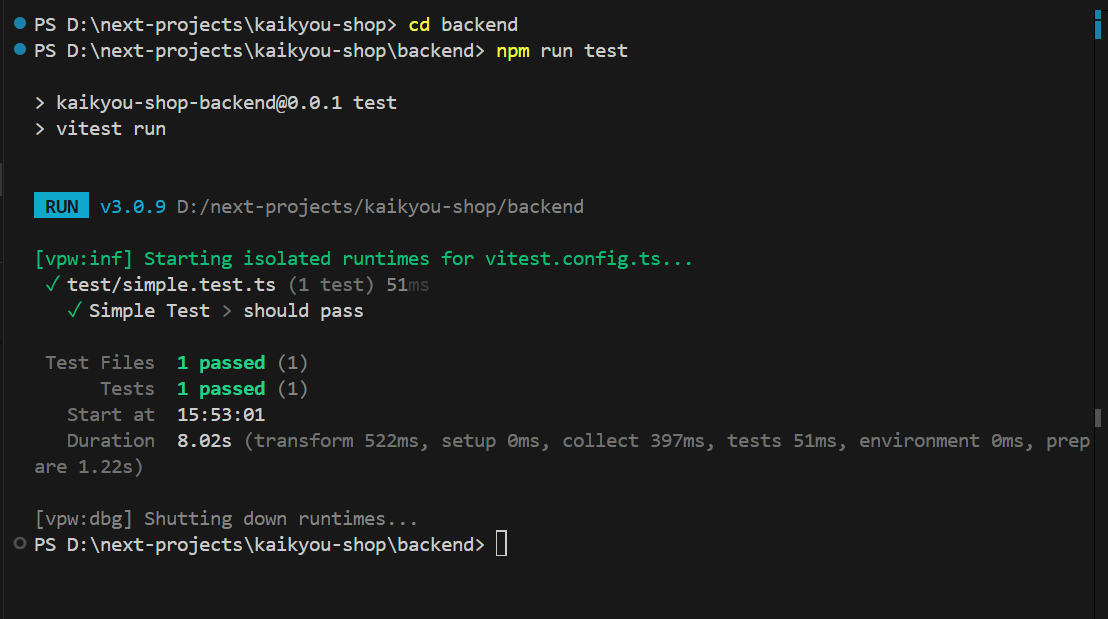 PS D:\next-projects\kaikyou-shop> cd backend
PS D:\next-projects\kaikyou-shop\backend> npm run test
> kaikyou-shop-backend@0.0.1 test
> vitest run
RUN v3.0.9 D:/next-projects/kaikyou-shop/backend
[vpw:inf] Starting isolated runtimes for vitest.config.ts...
✓ test/simple.test.ts (1 test) 51ms
✓ Simple Test > should pass
Test Files 1 passed (1)
Tests 1 passed (1)
Start at 15:53:01
Duration 8.02s (transform 522ms, setup 0ms, collect 397ms, tests 51ms, environment 0ms, prep
are 1.22s)
[vpw:dbg] Shutting down runtimes...
PS D:\next-projects\kaikyou-shop\backend>